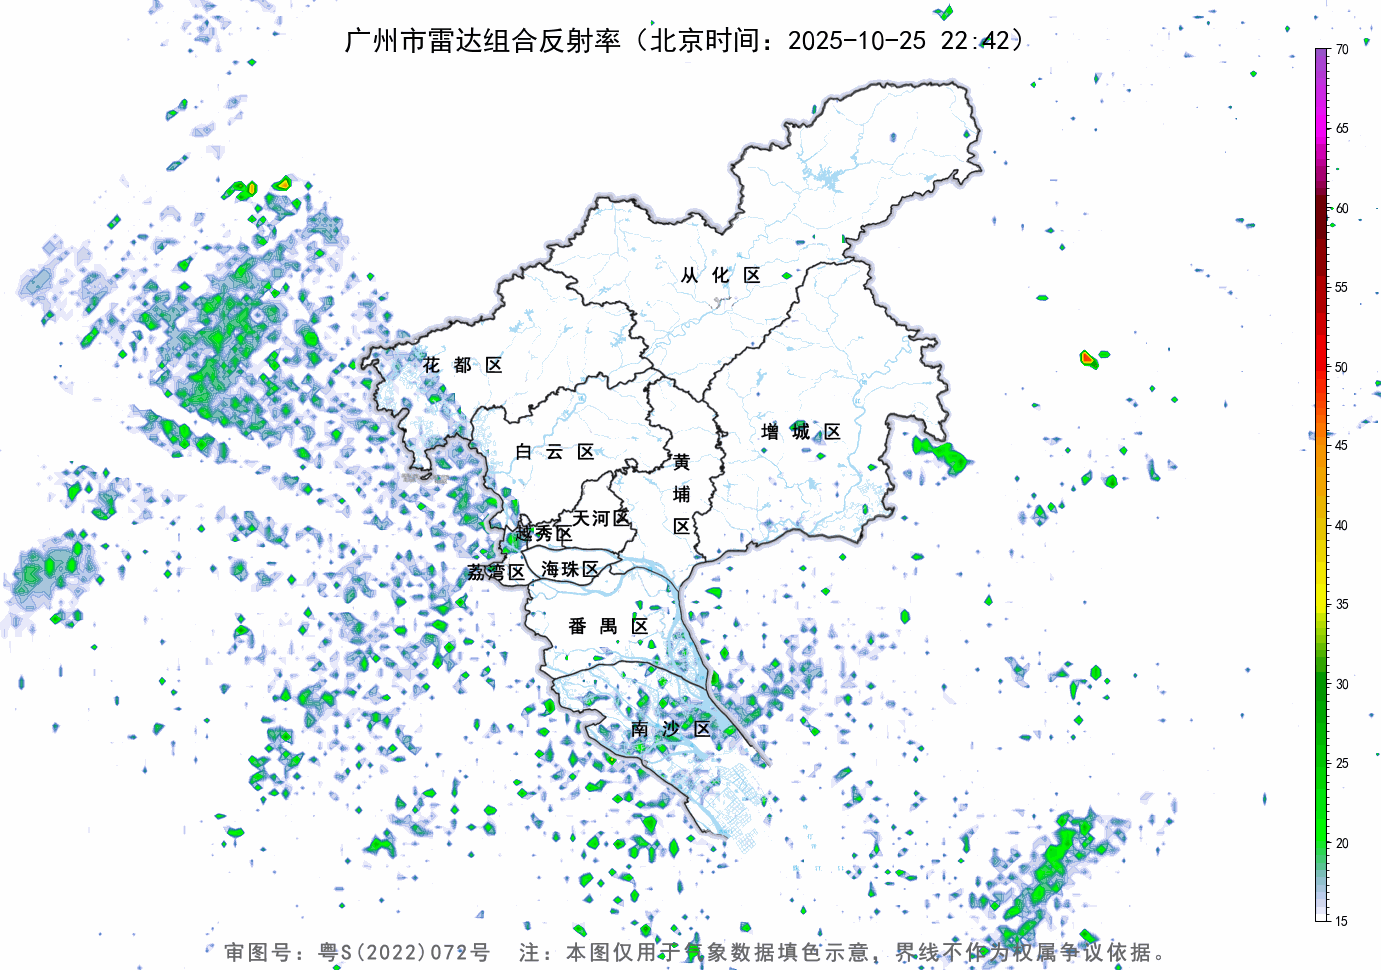 广州市雷达组合反射率（北京时间：2025-10-25 22:42）
70
65
60
55
50
45
40
35
30
25
20
15
从化区
花都区
增城区
白云区
黄埔区
天河区
越秀区
荔湾区
海珠区
番禺区
南沙区
审图号：粤S(2022)072号 注：本图仅用于气象数据填色示意，界线不作为权属争议依据。